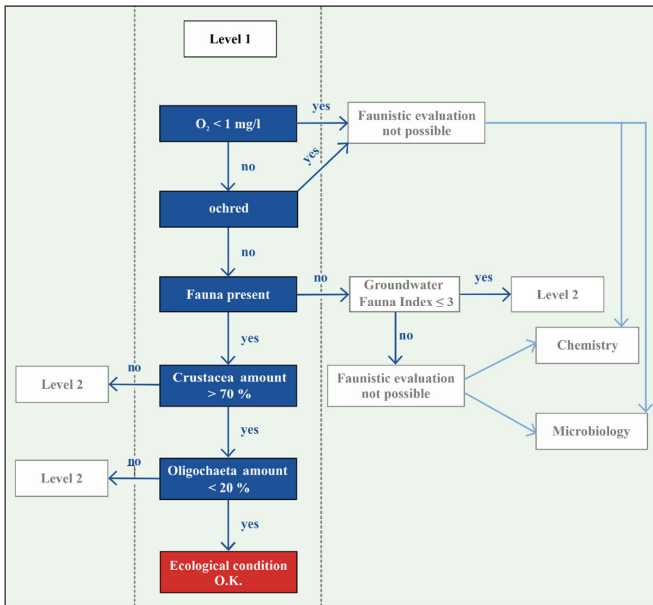 Level 1
O₂ < 1 mg/l
yes
Faunistic evaluation
not possible
no
yes
ochred
no
Fauna present
no
Groundwater
Fauna Index ≤ 3
yes
Level 2
yes
no
Chemistry
Level 2
no
Crustacea amount
> 70 %
Faunistic evaluation
not possible
yes
Microbiology
Level 2
no
Oligochaeta amount
< 20 %
yes
Ecological condition
O.K.